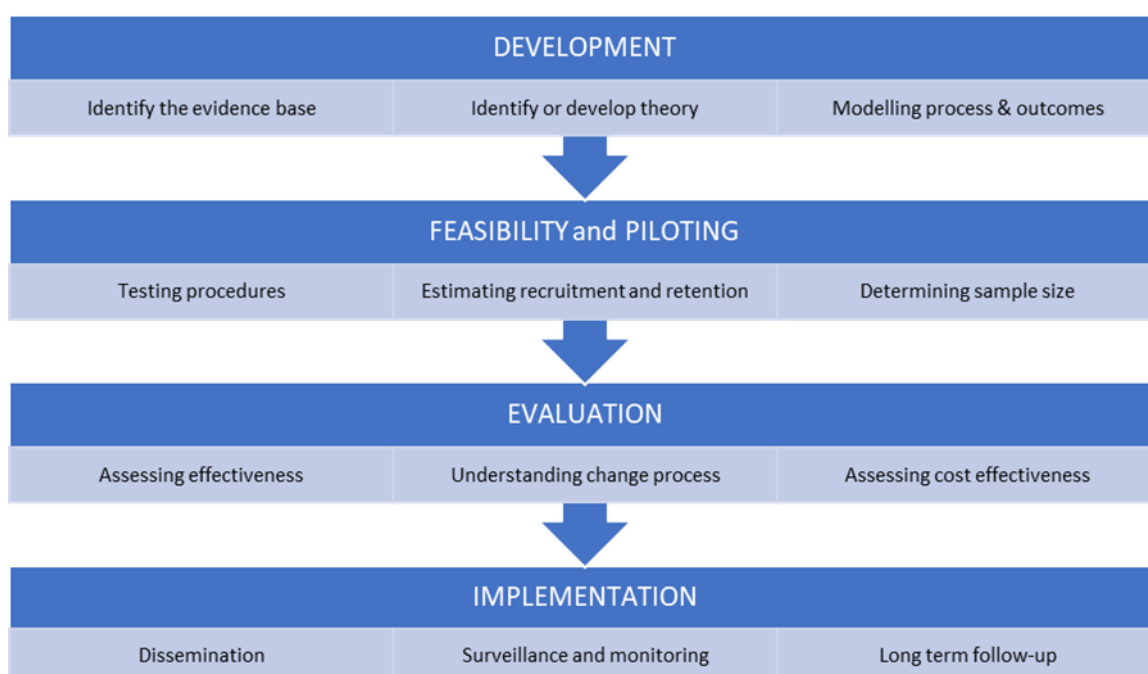 DEVELOPMENT
Identify the evidence base
Identify or develop theory
Modelling process & outcomes
FEASIBILITY and PILOTING
Testing procedures
Estimating recruitment and retention
Determining sample size
EVALUATION
Assessing effectiveness
Understanding change process
Assessing cost effectiveness
IMPLEMENTATION
Dissemination
Surveillance and monitoring
Long term follow-up